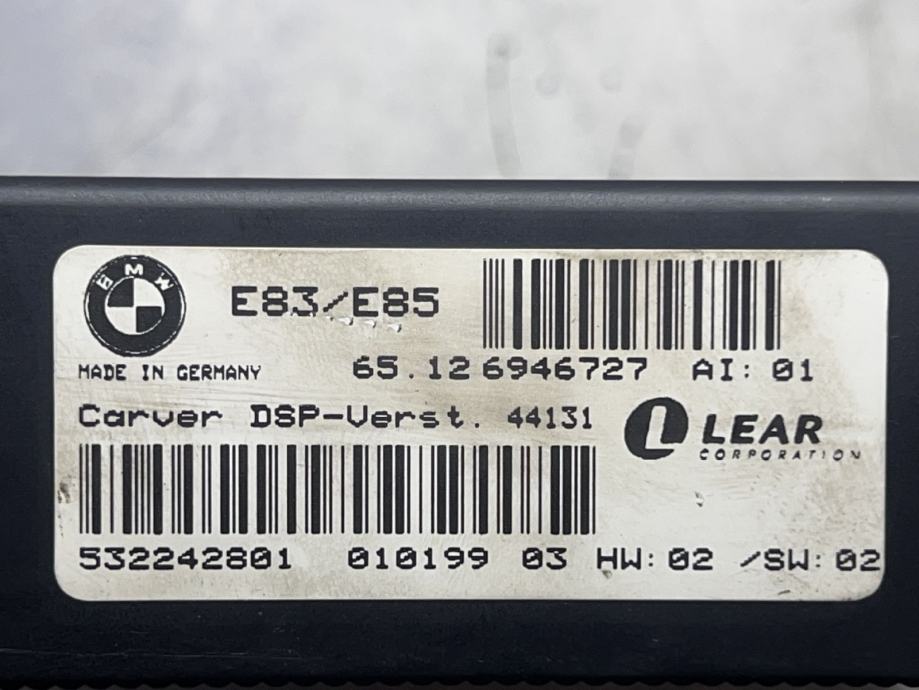 BMW
E83/E85
MADE IN GERMANY
65.12 6946727 AI: 01
Carver DSP-Verst. 44131
LEAR
CORPORATION
532242801 010199 03 HW: 02 /SW: 02